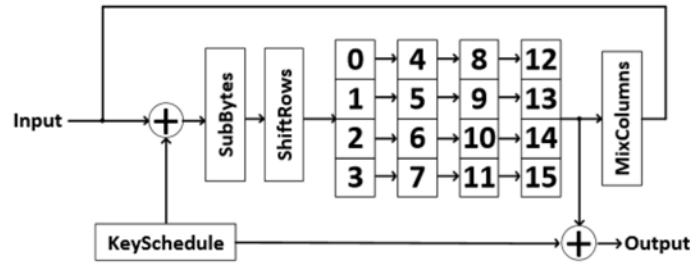 0 4 8 12
1 5 9 13
2 6 10 14
3 7 11 15
Input
SubBytes
ShiftRows
MixColumns
KeySchedule
Output